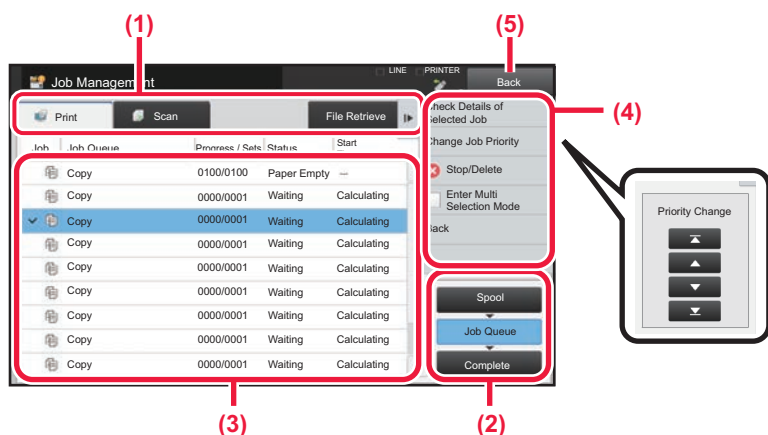 (1)
(5)
LINE
PRINTER
Job Management
Back
Print
Scan
File Retrieve
Check Details of
Selected Job
(4)
Job
Job Queue
Progress / Sets
Status
Start
Change Job Priority
Copy
0100/0100
Paper Empty
—
Stop/Delete
Copy
0000/0001
Waiting
Calculating
Enter Multi
Selection Mode
Copy
0000/0001
Waiting
Calculating
Back
Copy
0000/0001
Waiting
Calculating
Copy
0000/0001
Waiting
Calculating
Copy
0000/0001
Waiting
Calculating
Copy
0000/0001
Waiting
Calculating
Copy
0000/0001
Waiting
Calculating
Copy
0000/0001
Waiting
Calculating
Spool
Job Queue
Complete
Priority Change
(3)
(2)